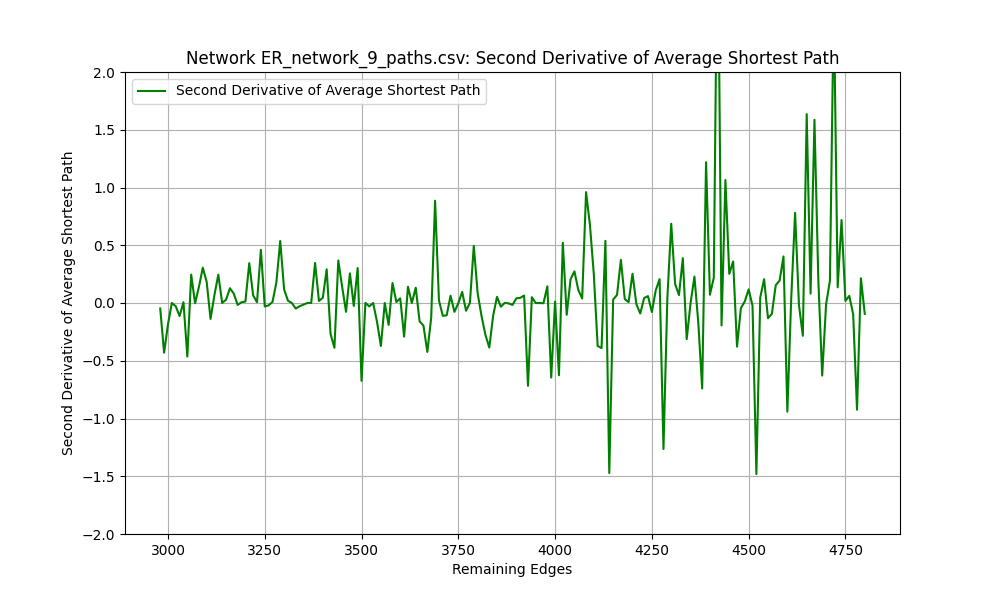 Network ER_network_9_paths.csv: Second Derivative of Average Shortest Path
Second Derivative of Average Shortest Path
Second Derivative of Average Shortest Path
2.0
1.5
1.0
0.5
0.0
−0.5
−1.0
−1.5
−2.0
3000 3250 3500 3750 4000 4250 4500 4750
Remaining Edges